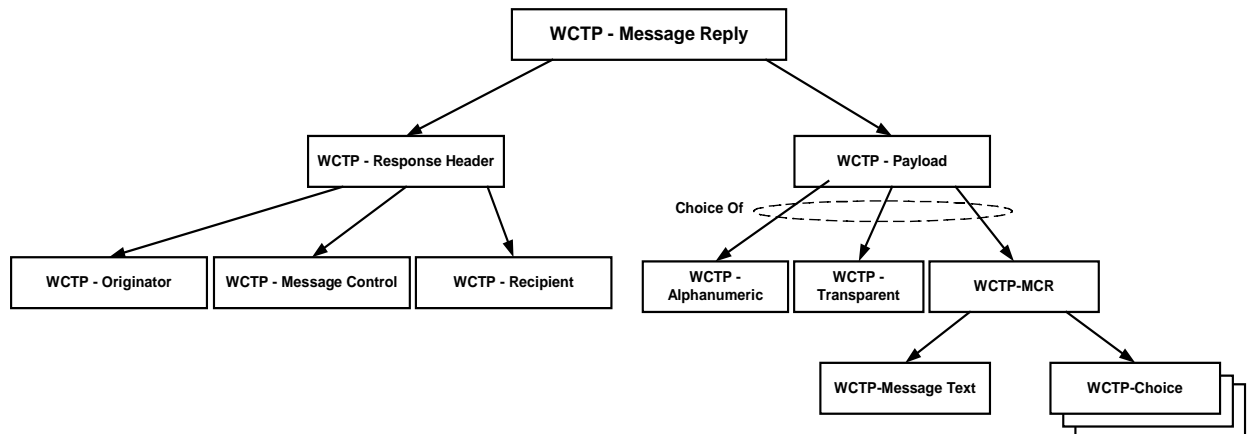 WCTP - Message Reply
WCTP - Response Header
WCTP - Payload
Choice Of
WCTP - Originator
WCTP - Message Control
WCTP - Recipient
WCTP -
Alphanumeric
WCTP -
Transparent
WCTP-MCR
WCTP-Message Text
WCTP-Choice